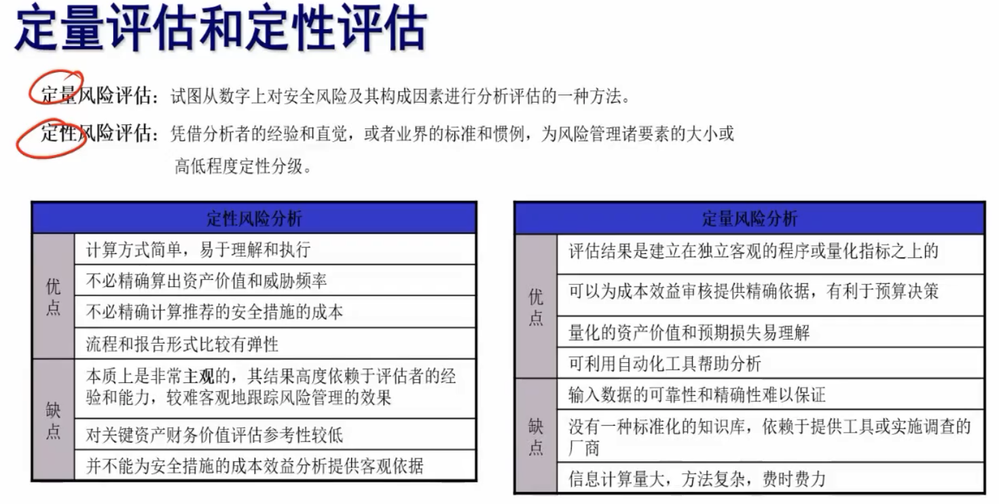 定量评估和定性评估
定量风险评估：试图从数字上对安全风险及其构成因素进行分析评估的一种方法。
定性风险评估：凭借分析者的经验和直觉，或者业界的标准和惯例，为风险管理诸要素的大小或
高低程度定性分级。
定性风险分析
优点
计算方式简单，易于理解和执行
不必精确算出资产价值和威胁频率
不必精确计算推荐的安全措施的成本
流程和报告形式比较有弹性
缺点
本质上是非常主观的，其结果高度依赖于评估者的经
验和能力，较难客观地跟踪风险管理的效果
对关键资产财务价值评估参考性较低
并不能为安全措施的成本效益分析提供客观依据
定量风险分析
优点
评估结果是建立在独立客观的程序或量化指标之上的
可以为成本效益审核提供精确依据，有利于预算决策
量化的资产价值和预期损失易理解
可利用自动化工具帮助分析
缺点
输入数据的可靠性和精确性难以保证
没有一种标准化的知识库，依赖于提供工具或实施调查的
厂商
信息计算量大，方法复杂，费时费力